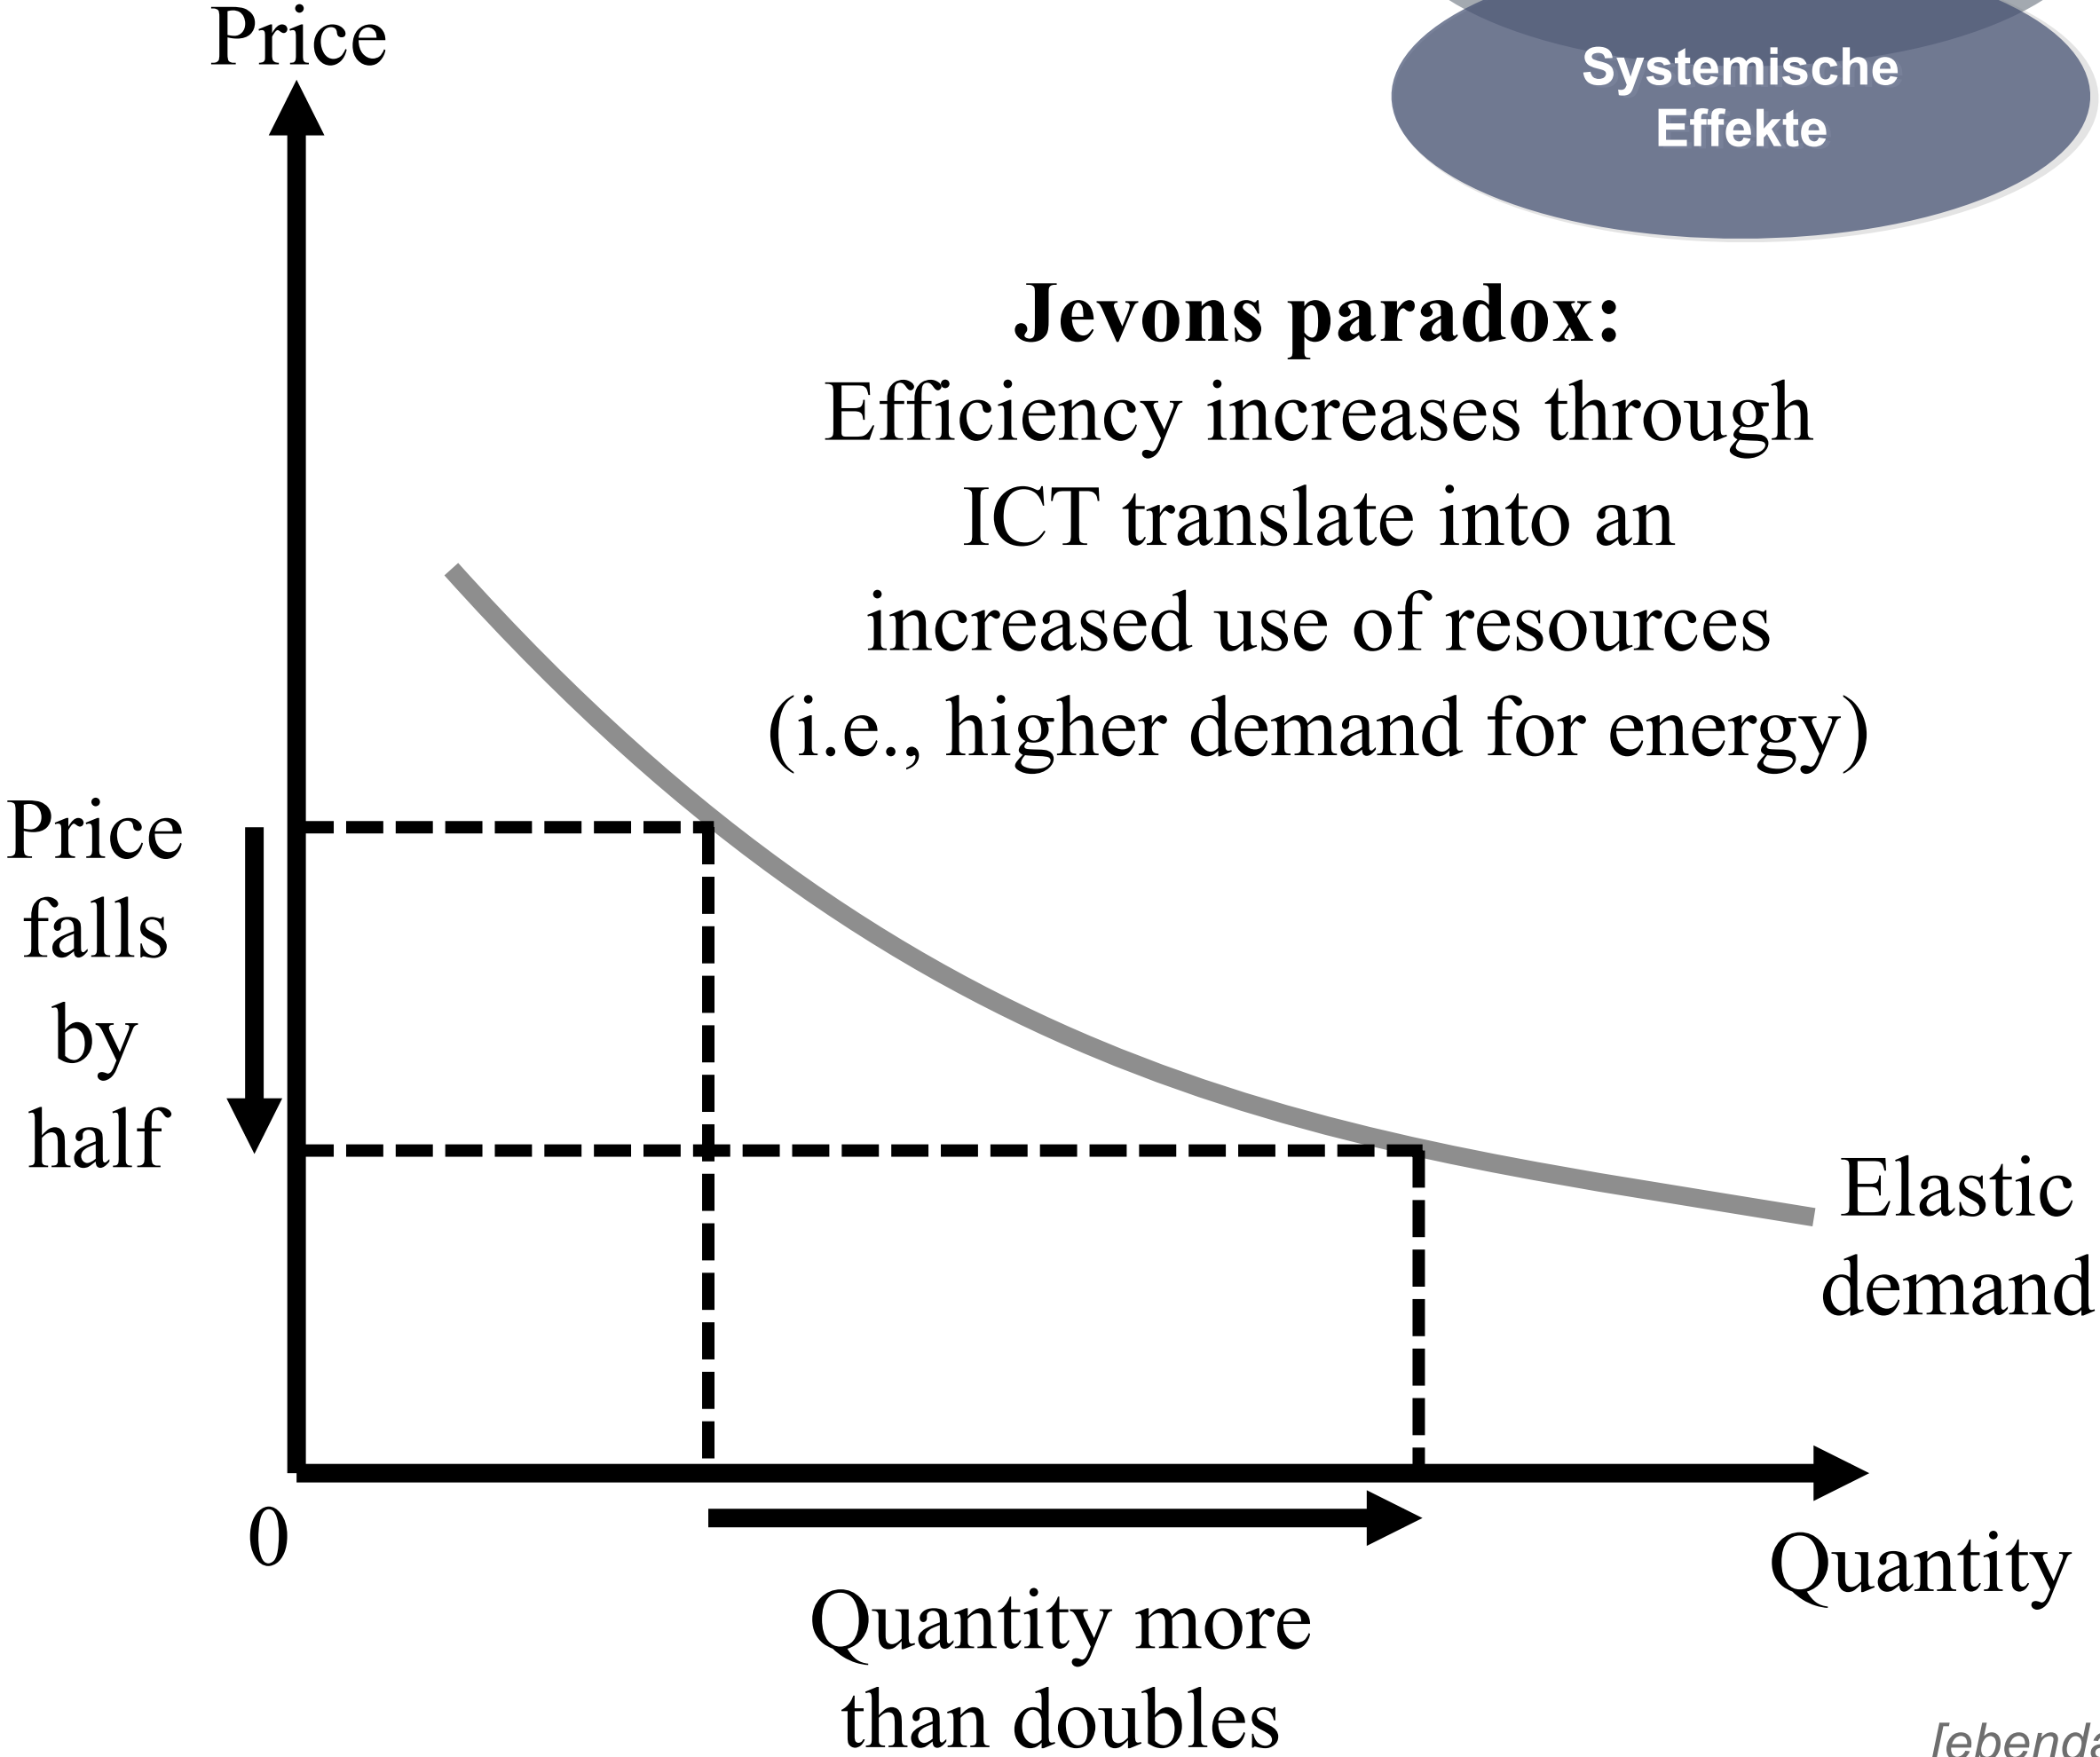 Price
Systemische
Effekte
Jevons paradox:
Efficiency increases through
ICT translate into an
increased use of resources
(i.e., higher demand for energy)
Price
falls
by
half
Elastic
demand
0
Quantity
Quantity more
than doubles